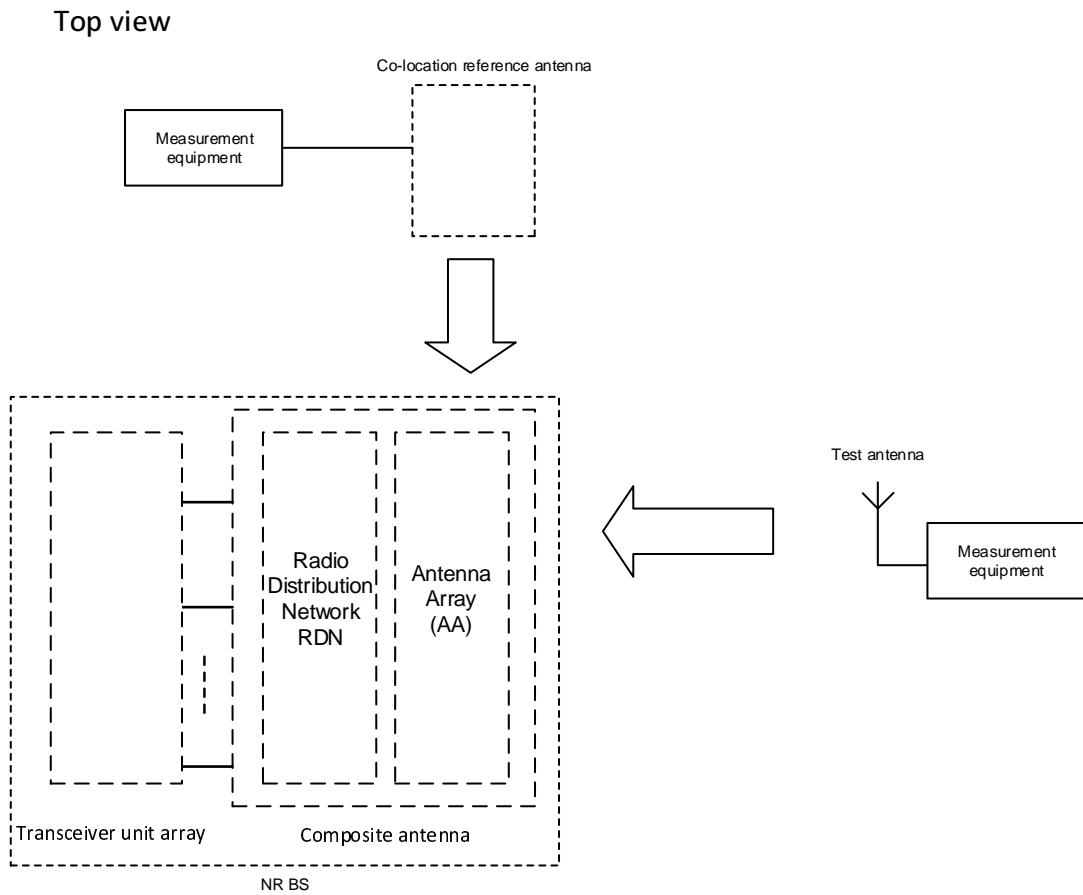 Top view
Co-location reference antenna
Measurement
equipment
Test antenna
Measurement
equipment
Radio
Distribution
Network
RDN
Antenna
Array
(AA)
Transceiver unit array
Composite antenna
NR BS